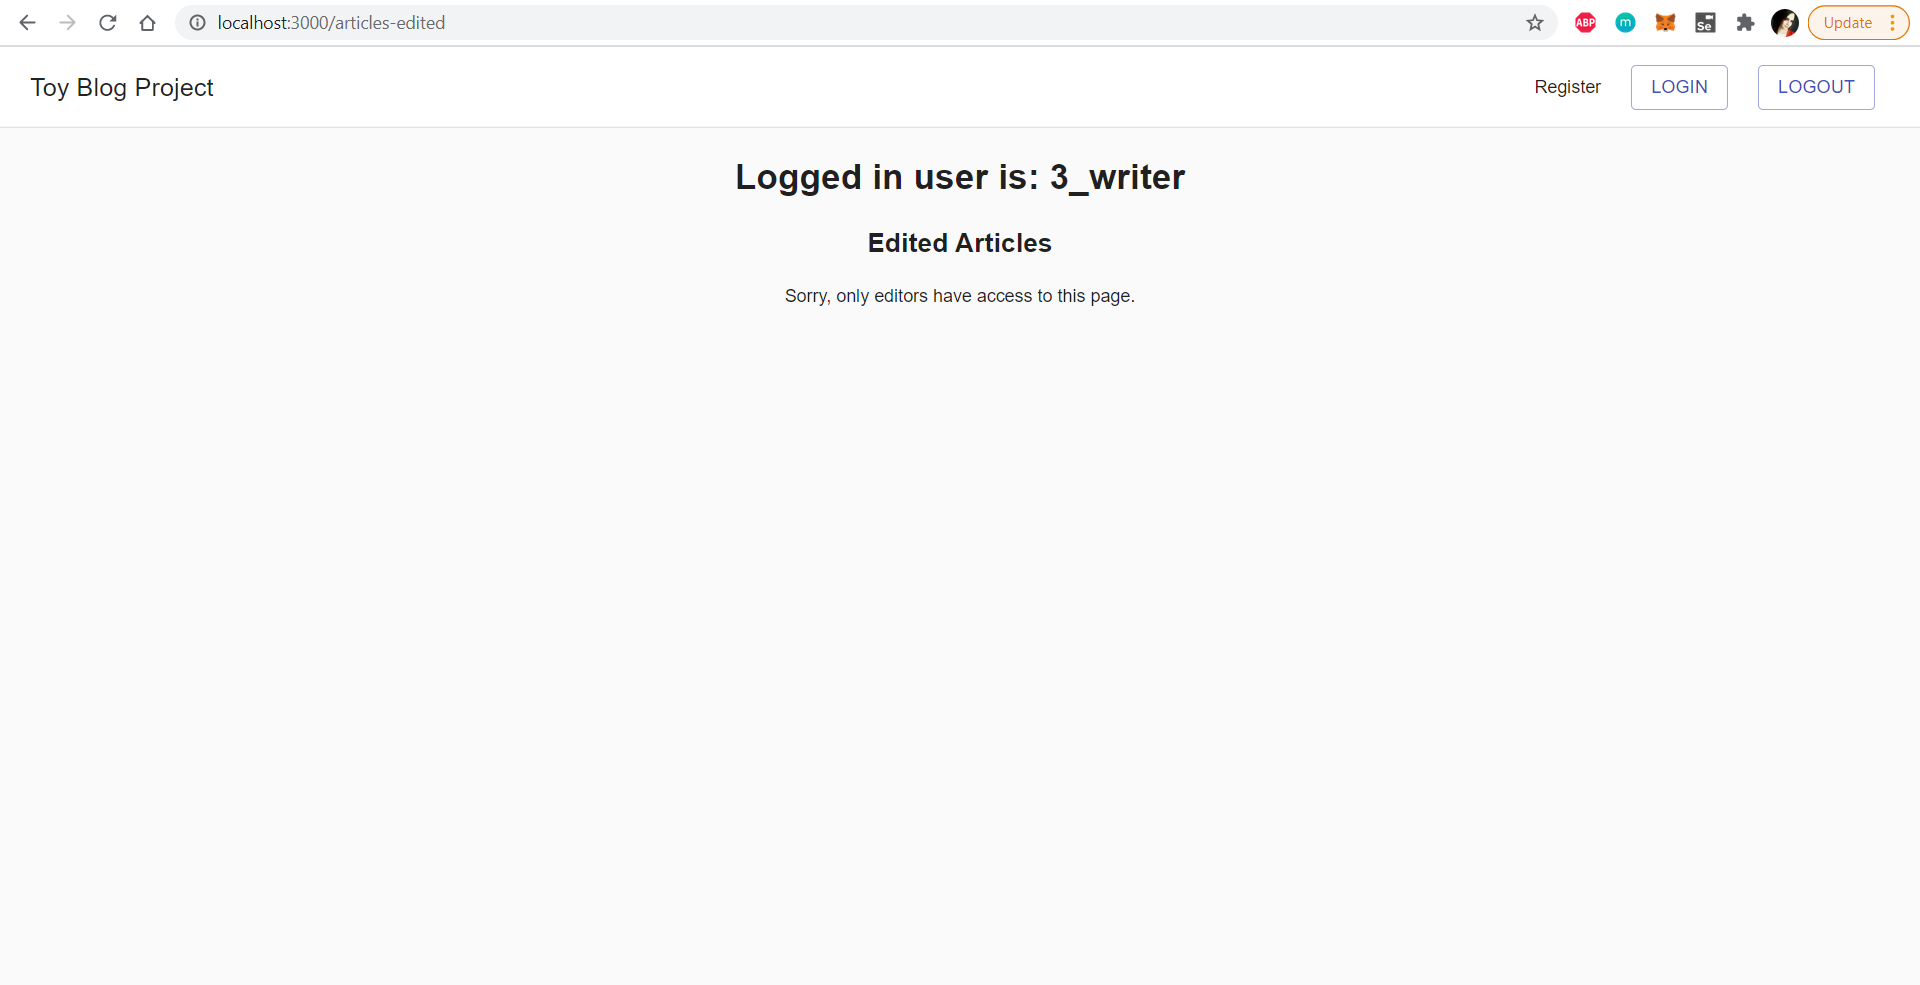 localhost:3000/articles-edited
ABP
m
Se
Update
Toy Blog Project
Register
LOGIN
LOGOUT
Logged in user is: 3_writer
Edited Articles
Sorry, only editors have access to this page.